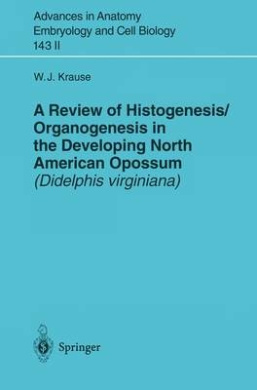 Advances in Anatomy
Embryology and Cell Biology
143 II
W.J. Krause
A Review of Histogenesis/
Organogenesis in
the Developing North
American Opossum
(Didelphis virginiana)
Springer